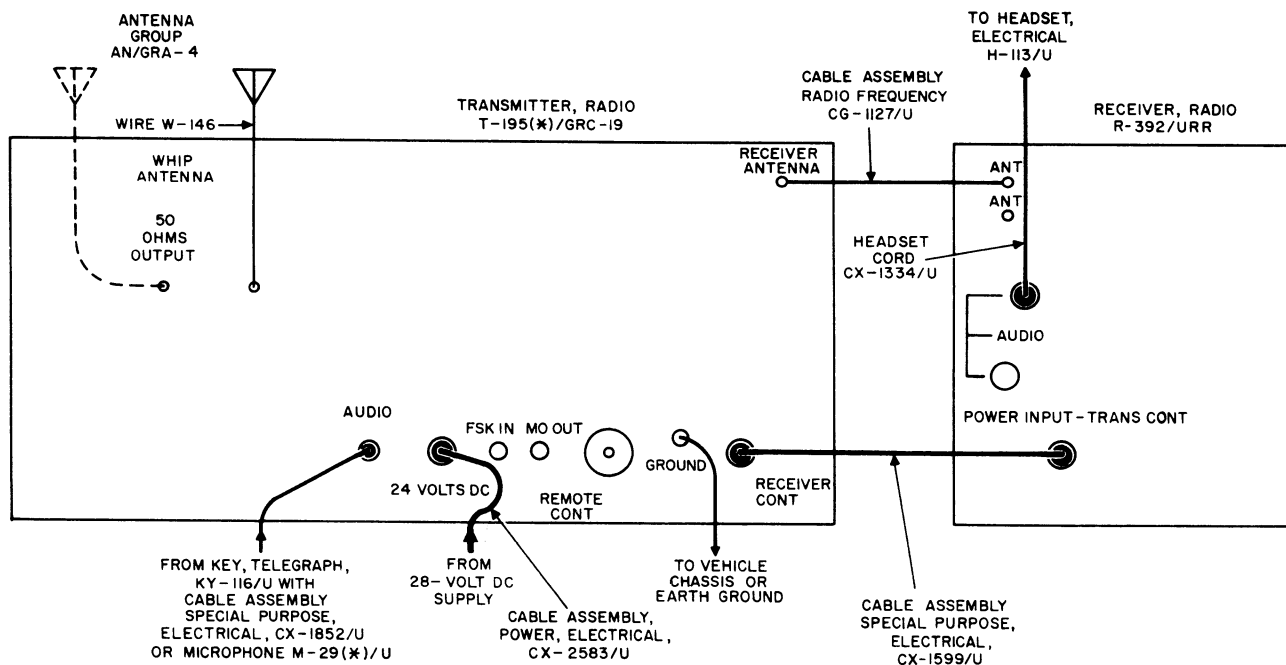 ANTENNA
GROUP
AN/GRA-4
WIRE W-146
WHIP
ANTENNA
50
OHMS
OUTPUT
TRANSMITTER, RADIO
T-195(*)/GRC-19
RECEIVER
ANTENNA
CABLE ASSEMBLY
RADIO FREQUENCY
CG-1127/U
TO HEADSET,
ELECTRICAL
H-113/U
RECEIVER, RADIO
R-392/URR
ANT
ANT
HEADSET
CORD
CX-1334/U
AUDIO
POWER INPUT-TRANS CONT
AUDIO
24 VOLTS DC
FSK IN
MO OUT
REMOTE
CONT
GROUND
RECEIVER
CONT
FROM KEY, TELEGRAPH,
KY-116/U WITH
CABLE ASSEMBLY
SPECIAL PURPOSE,
ELECTRICAL, CX-1852/U
OR MICROPHONE M-29(*)/U
FROM
28-VOLT DC
SUPPLY
CABLE ASSEMBLY,
POWER, ELECTRICAL,
CX-2583/U
TO VEHICLE
CHASSIS OR
EARTH GROUND
CABLE ASSEMBLY
SPECIAL PURPOSE,
ELECTRICAL,
CX-1599/U